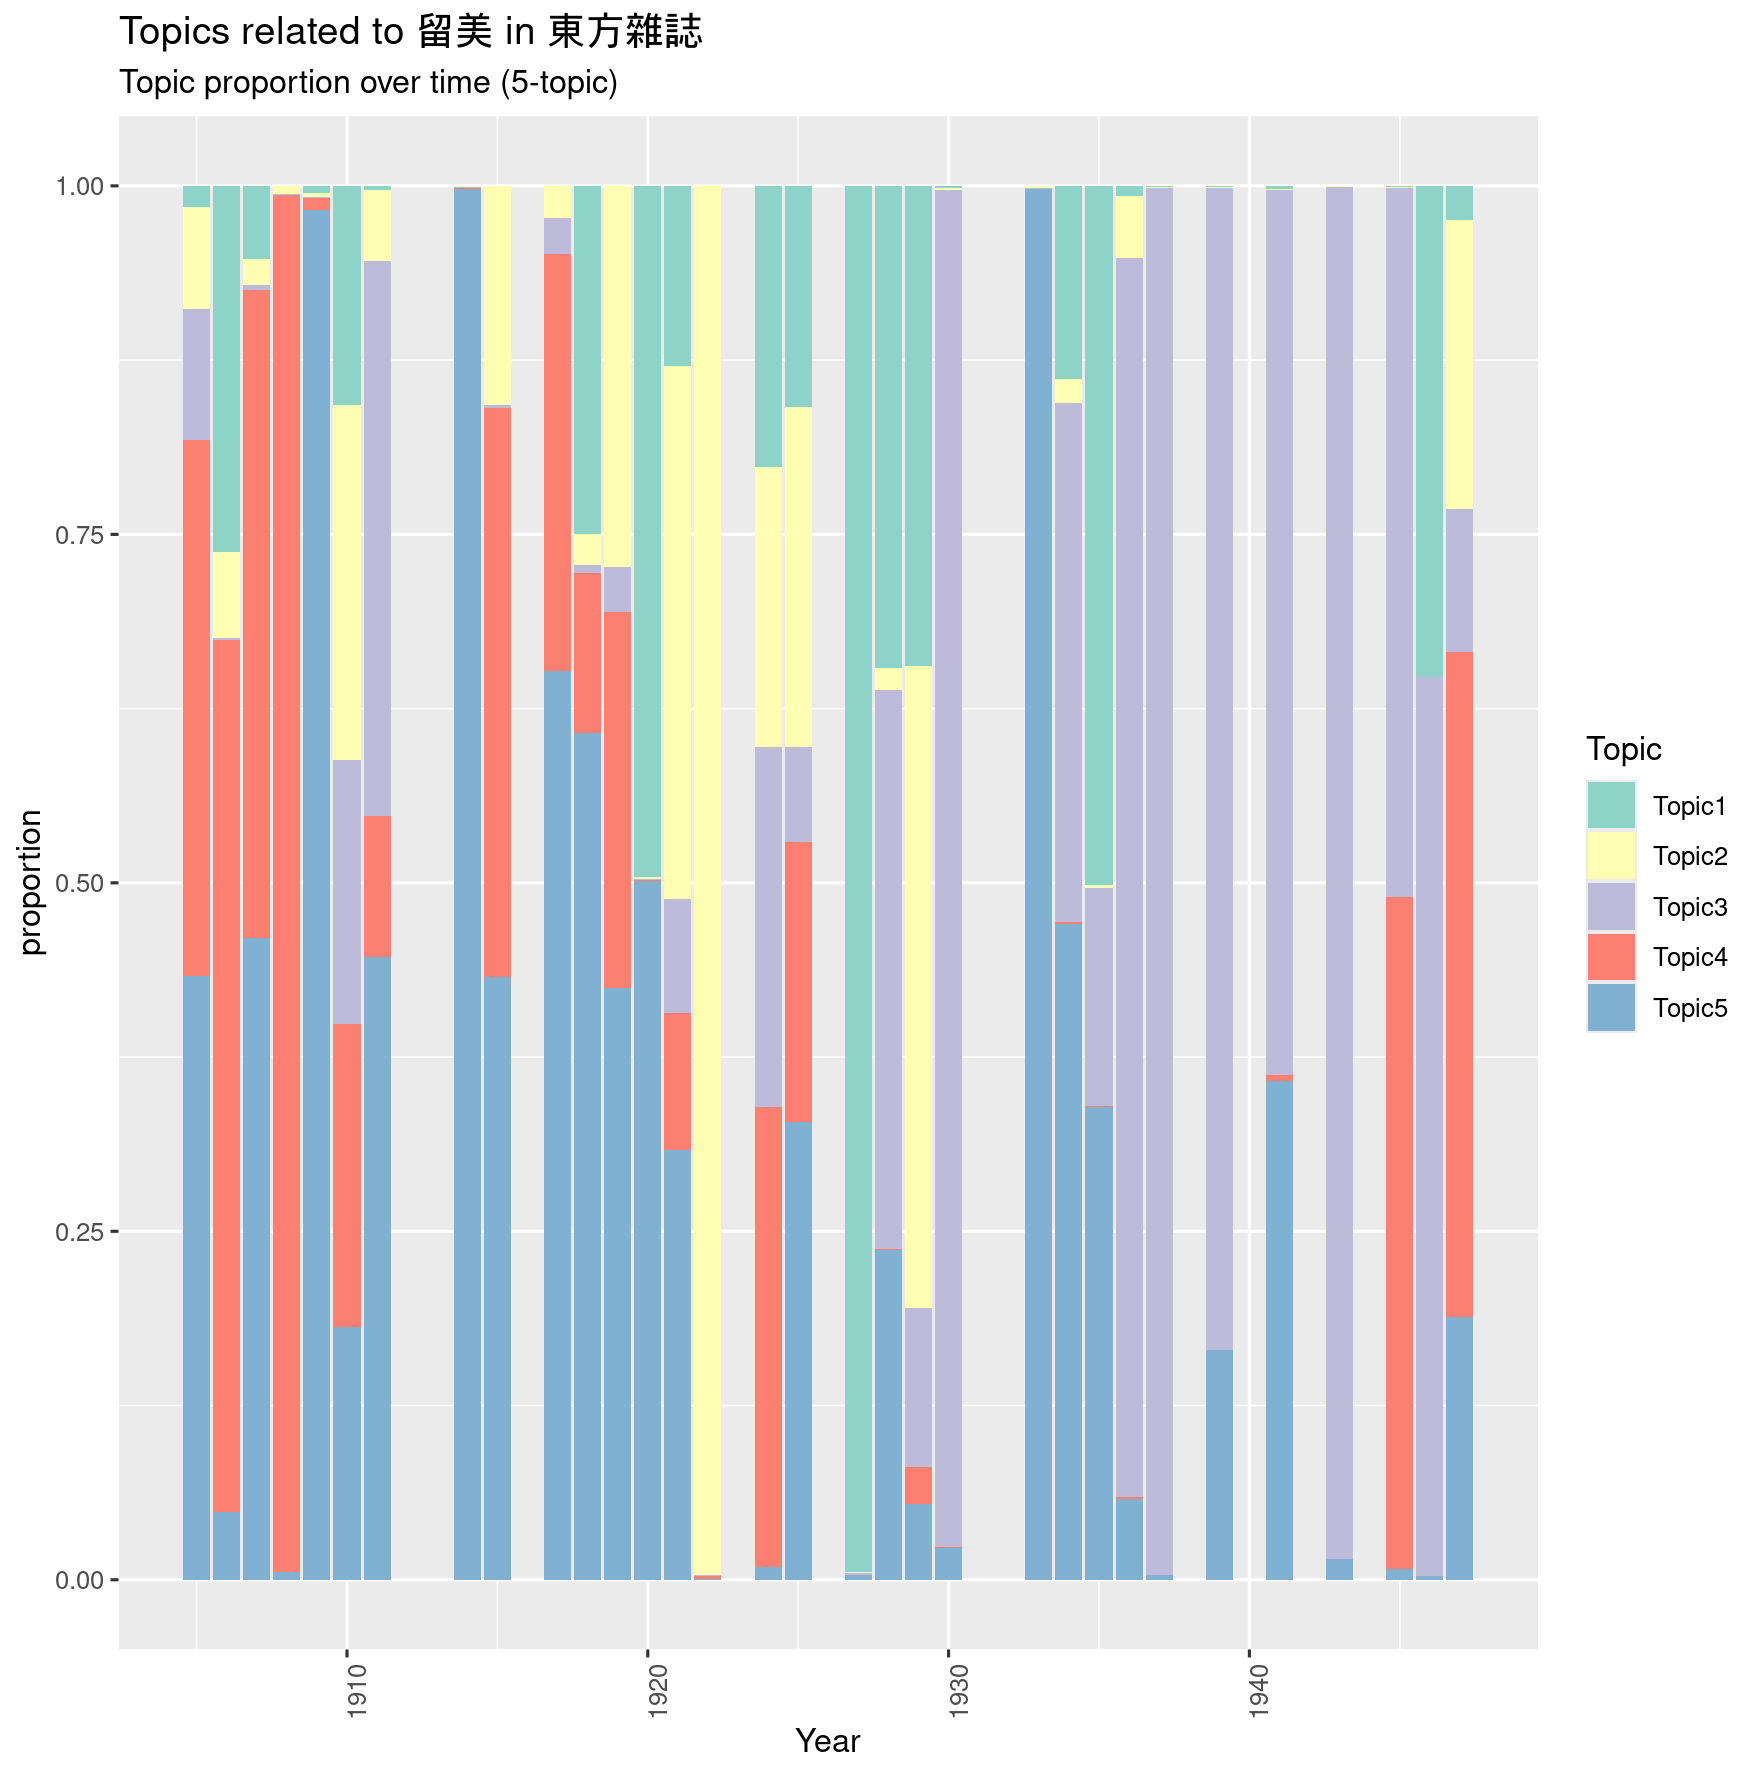 Topics related to 留美 in 東方雜誌
Topic proportion over time (5-topic)
1.00
0.75
0.50
0.25
0.00
proportion
1910
1920
1930
1940
Year
Topic
Topic1
Topic2
Topic3
Topic4
Topic5